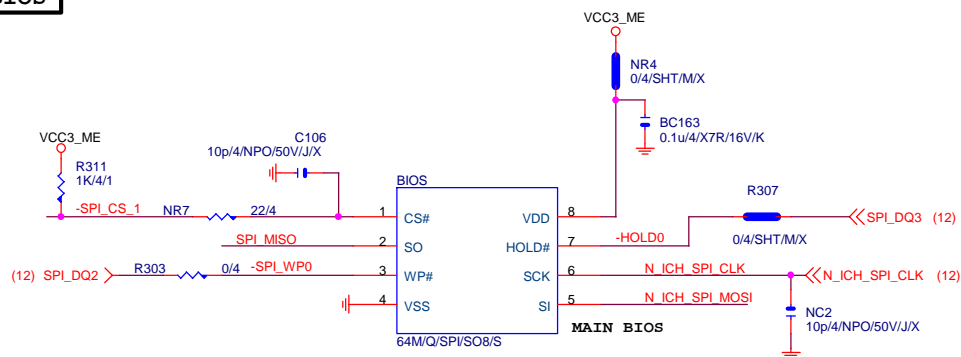 VCC3_ME
NR4
0/4/SHT/M/X
BC163
0.1u/4/X7R/16V/K
VCC3_ME
C106
10p/4/NPO/50V/J/X
R311
1K/4/1
BIOS
R307
-SPI_CS_1
NR7
22/4
1
CS#
VDD
8
SPI_DQ3 (12)
SPI_MISO
2
SO
HOLD#
7
-HOLD0
0/4/SHT/M/X
(12) SPI_DQ2
R303
0/4
-SPI_WP0
3
WP#
SCK
6
N_ICH_SPI_CLK
N_ICH_SPI_CLK (12)
4
VSS
SI
5
N_ICH_SPI_MOSI
NC2
10p/4/NPO/50V/J/X
MAIN BIOS
64M/Q/SPI/SO8/S